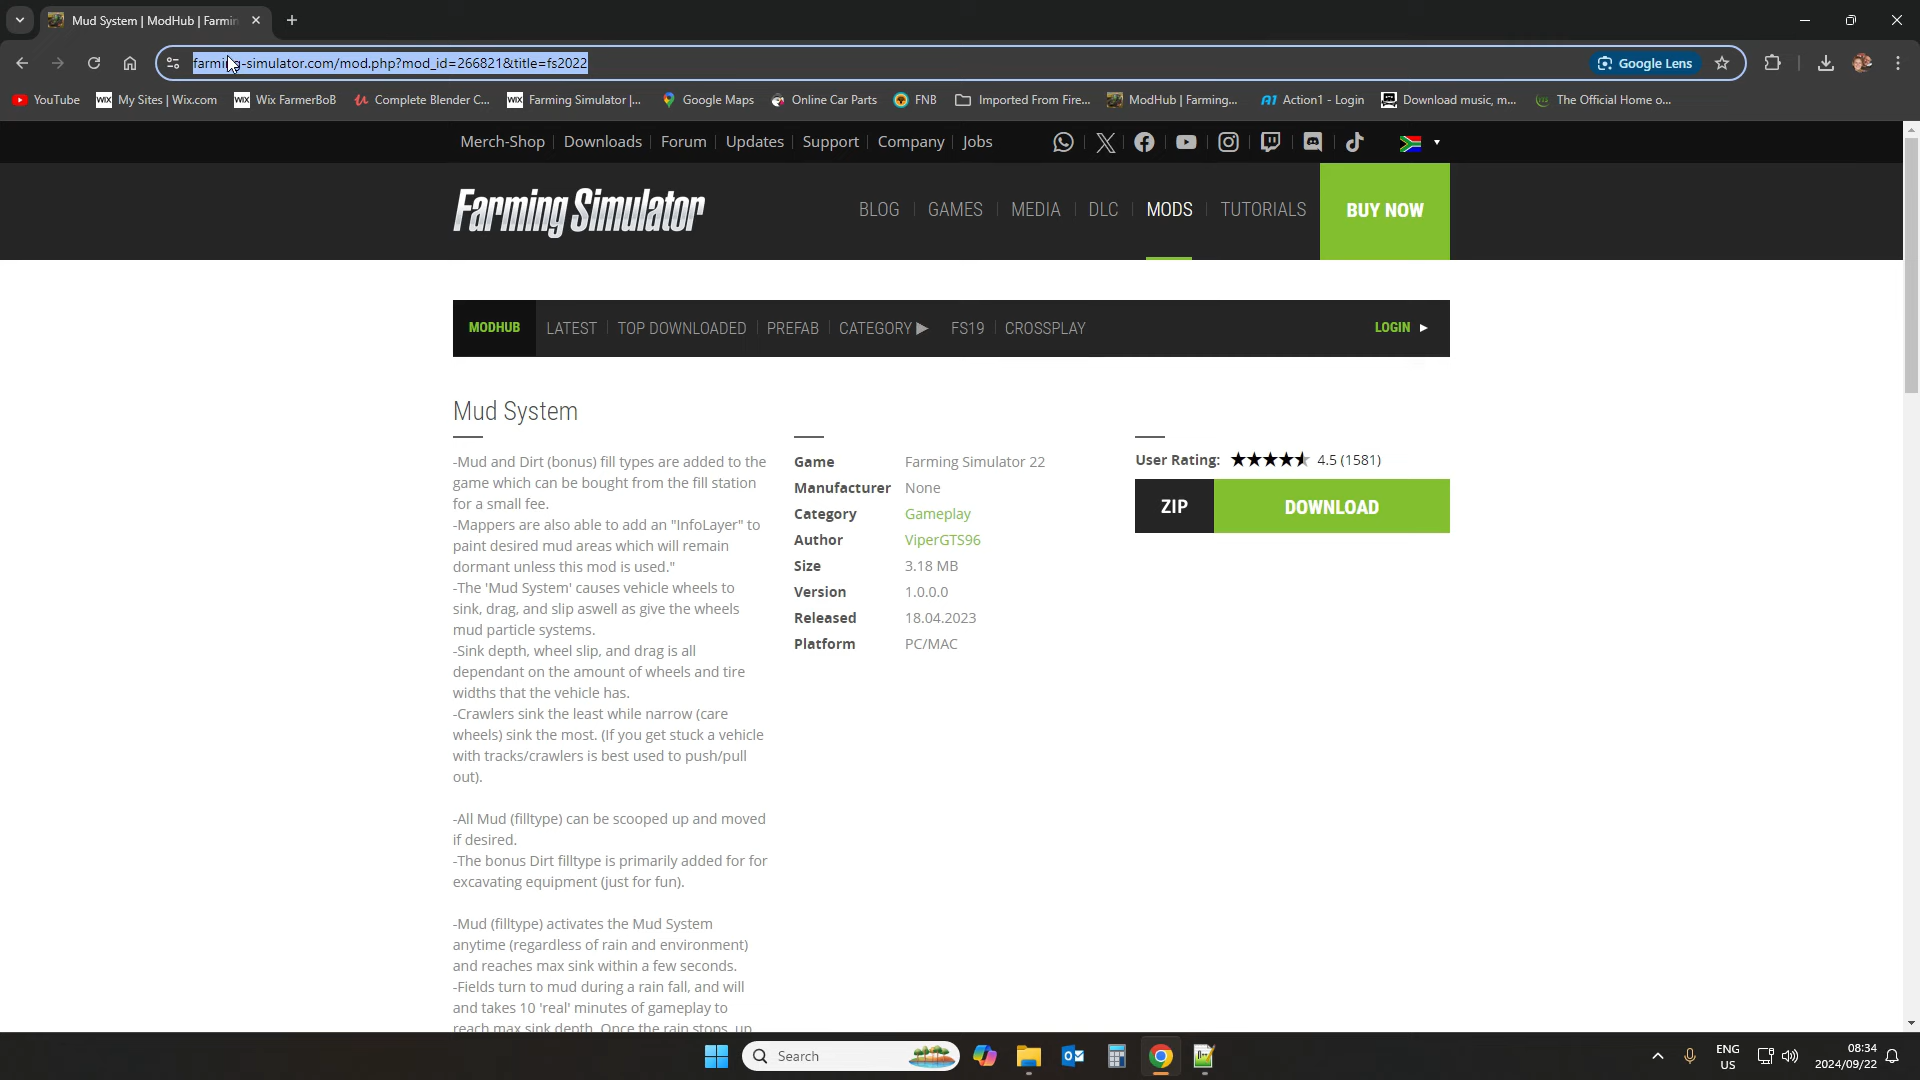 Mud System | ModHub | Farmin
farming-simulator.com/mod.php?mod_id=266821&title=fs2022
Google Lens
YouTube
My Sites | Wix.com
Wix FarmerBoB
Complete Blender C...
Farming Simulator |...
Google Maps
Online Car Parts
FNB
Imported From Fire...
ModHub | Farming...
Action1 - Login
Download music, m...
The Official Home o...
Merch-Shop
Downloads
Forum
Updates
Support
Company
Jobs
Farming Simulator
BLOG
GAMES
MEDIA
DLC
MODS
TUTORIALS
BUY NOW
MODHUB
LATEST
TOP DOWNLOADED
PREFAB
CATEGORY ▶
FS19
CROSSPLAY
LOGIN ▶
Mud System
-Mud and Dirt (bonus) fill types are added to the
game which can be bought from the fill station
for a small fee.
-Mappers are also able to add an "InfoLayer" to
paint desired mud areas which will remain
dormant unless this mod is used."
-The 'Mud System' causes vehicle wheels to
sink, drag, and slip aswell as give the wheels
mud particle systems.
-Sink depth, wheel slip, and drag is all
dependant on the amount of wheels and tire
widths that the vehicle has.
-Crawlers sink the least while narrow (care
wheels) sink the most. (If you get stuck a vehicle
with tracks/crawlers is best used to push/pull
out).
-All Mud (filltype) can be scooped up and moved
if desired.
-The bonus Dirt filltype is primarily added for for
excavating equipment (just for fun).
-Mud (filltype) activates the Mud System
anytime (regardless of rain and environment)
and reaches max sink within a few seconds.
-Fields turn to mud during a rain fall, and will
and takes 10 'real' minutes of gameplay to
reach max sink depth. Once the rain stops, up
Game Farming Simulator 22
Manufacturer None
Category Gameplay
Author ViperGTS96
Size 3.18 MB
Version 1.0.0.0
Released 18.04.2023
Platform PC/MAC
User Rating: 4.5 (1581)
ZIP
DOWNLOAD
Search
ENG
US
08:34
2024/09/22